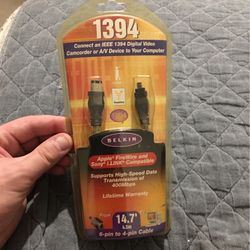 1394
Connect an IEEE 1394 Digital Video
Camcorder or A/V Device to Your Computer
BELKIN
Apple® FireWire and
Sony® i.LINK® Compatible
Supports High-Speed Data
Transmission of
400Mbps
Lifetime Warranty
14.7'
6-pin to 4-pin Cable